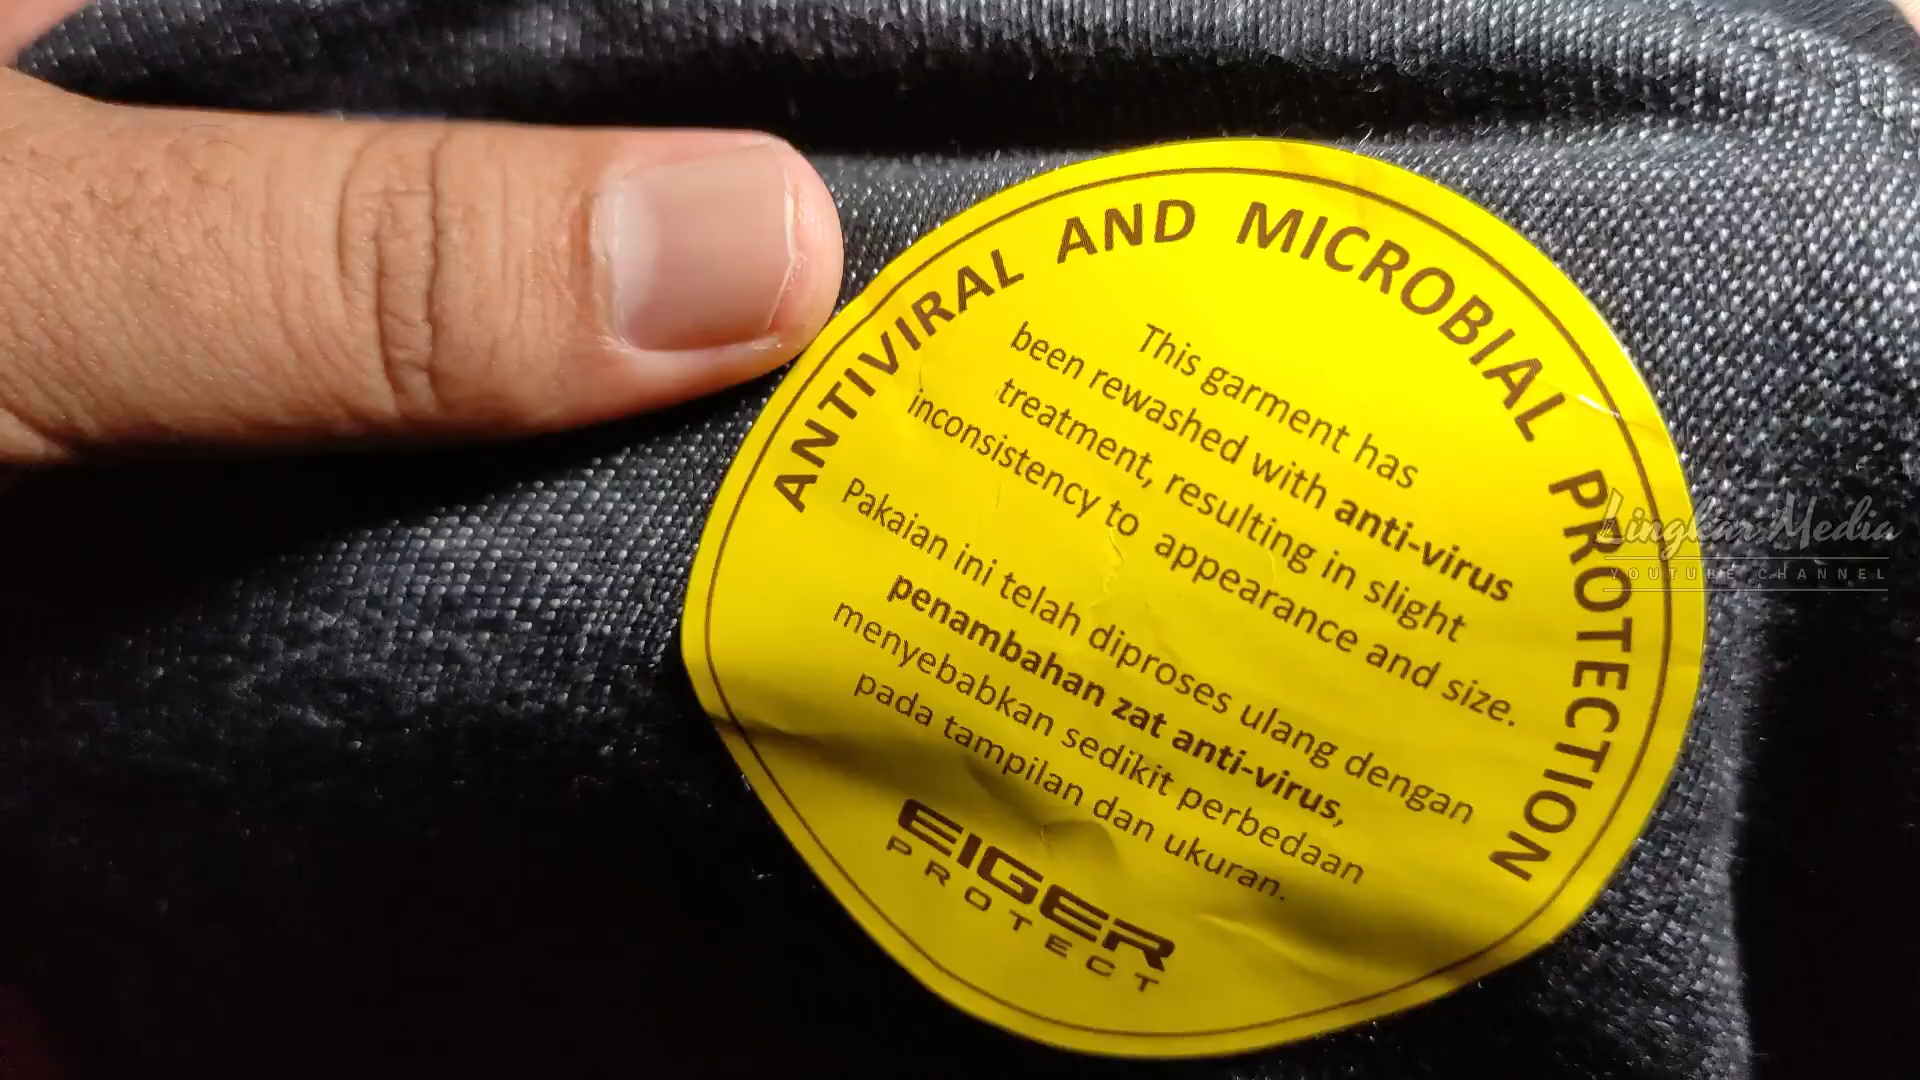 ANTIVIRAL AND MICROBIAL PROTECTION
This garment has
been rewashed with anti-virus
treatment, resulting in slight
inconsistency to appearance and size.
Pakaian ini telah diproses ulang dengan
penambahan zat anti-virus,
menyebabkan sedikit perbedaan
pada tampilan dan ukuran.
EIGER
PROTECT
Lingkar Media
YOUTUBE CHANNEL